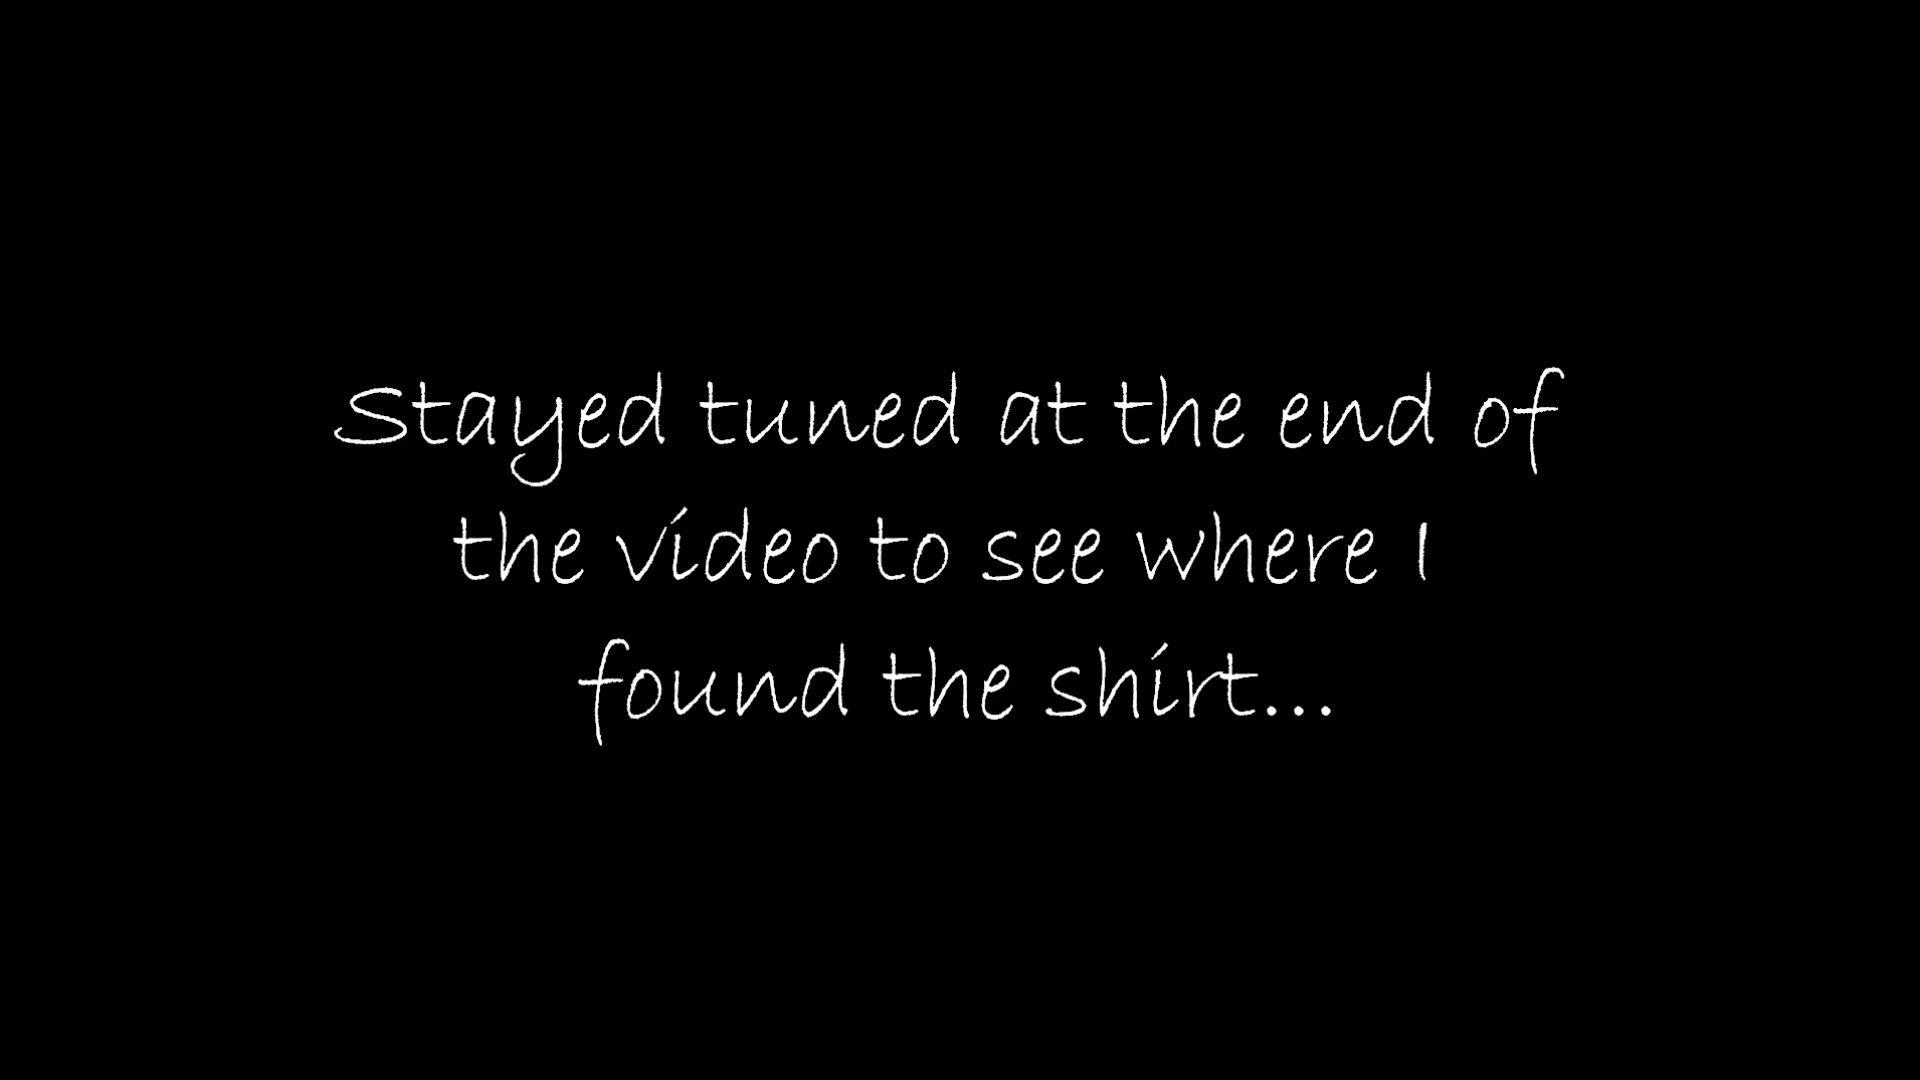 Stayed tuned at the end of
the video to see where I
found the shirt...